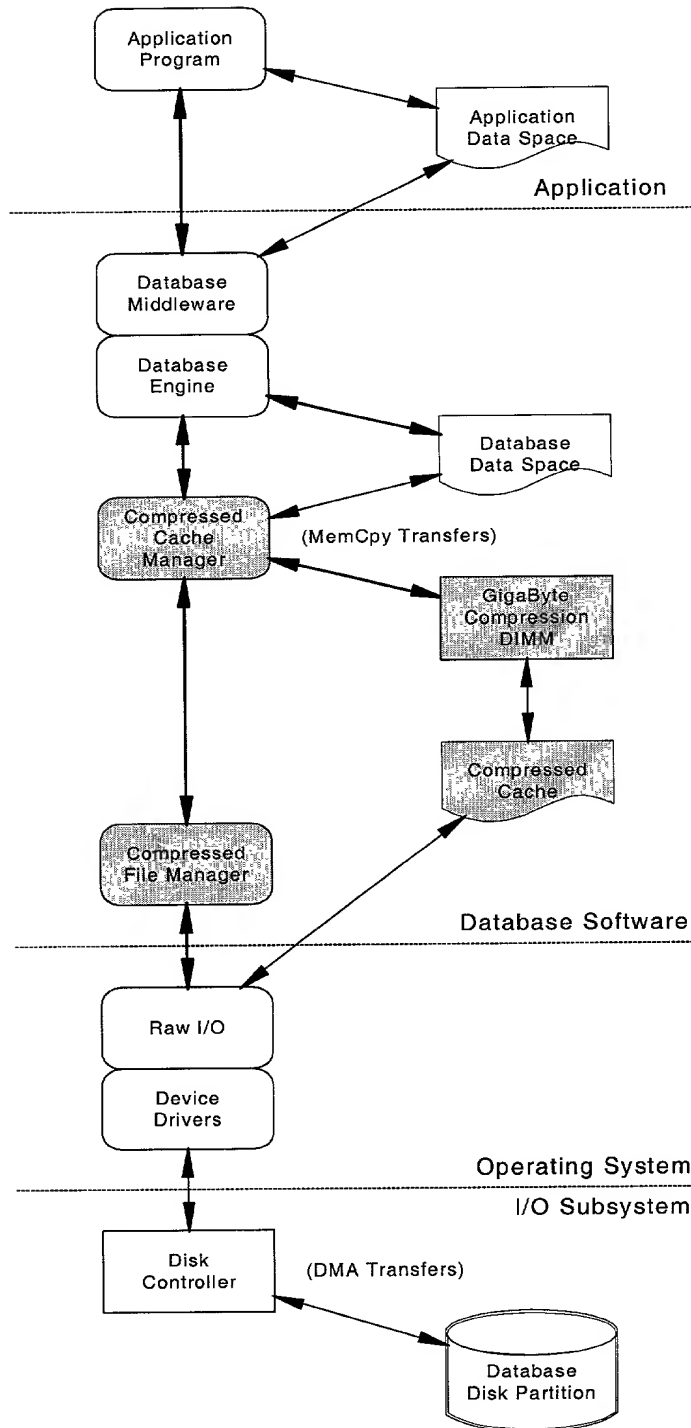 Application
Program
Application
Data Space
Application
Database
Middleware
Database
Engine
Database
Data Space
Compressed
Cache
Manager
(MemCpy Transfers)
GigaByte
Compression
DIMM
Compressed
Cache
Compressed
File Manager
Database Software
Raw I/O
Device
Drivers
Operating System
I/O Subsystem
Disk
Controller
(DMA Transfers)
Database
Disk Partition